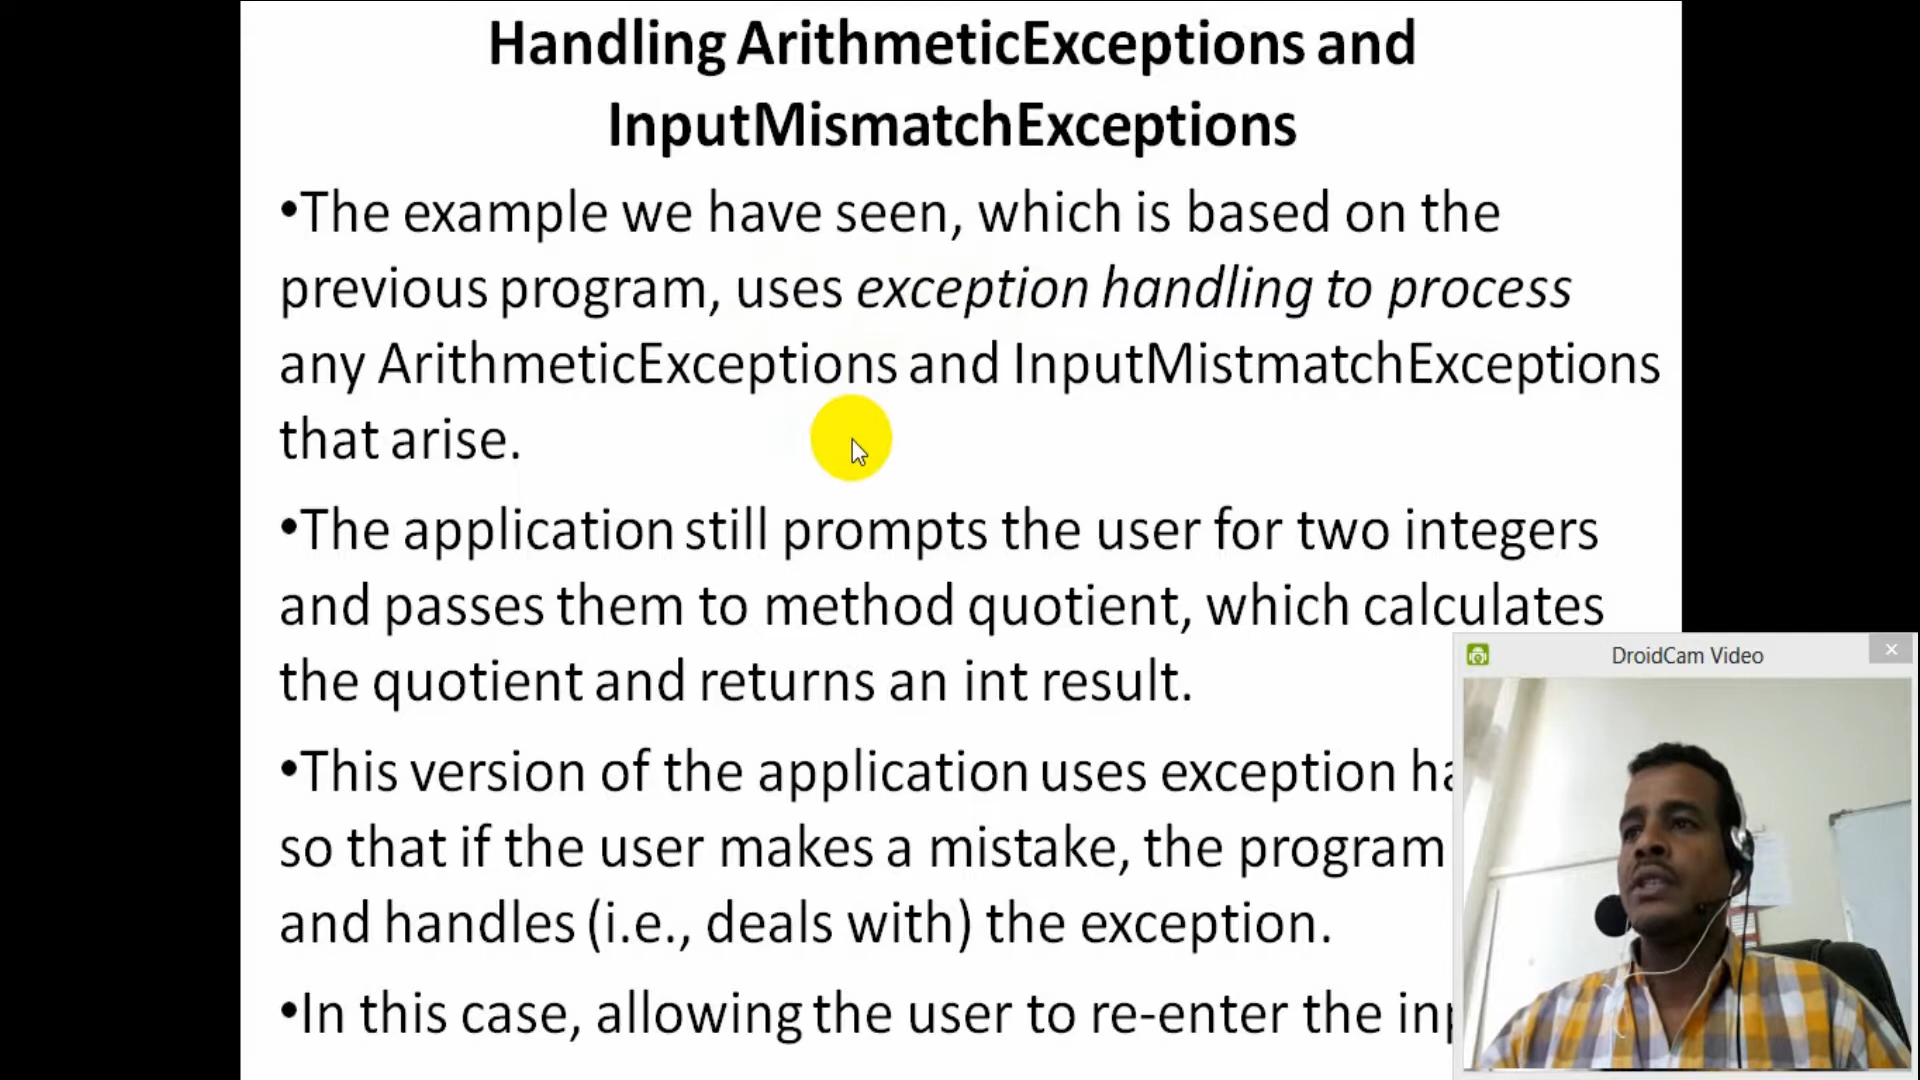 Handling ArithmeticExceptions and
InputMismatchExceptions
•The example we have seen, which is based on the
previous program, uses exception handling to process
any ArithmeticExceptions and InputMistmatchExceptions
that arise.
•The application still prompts the user for two integers
and passes them to method quotient, which calculates
the quotient and returns an int result.
•This version of the application uses exception
so that if the user makes a mistake, the program
and handles (i.e., deals with) the exception.
•In this case, allowing the user to re-enter the
DroidCam Video